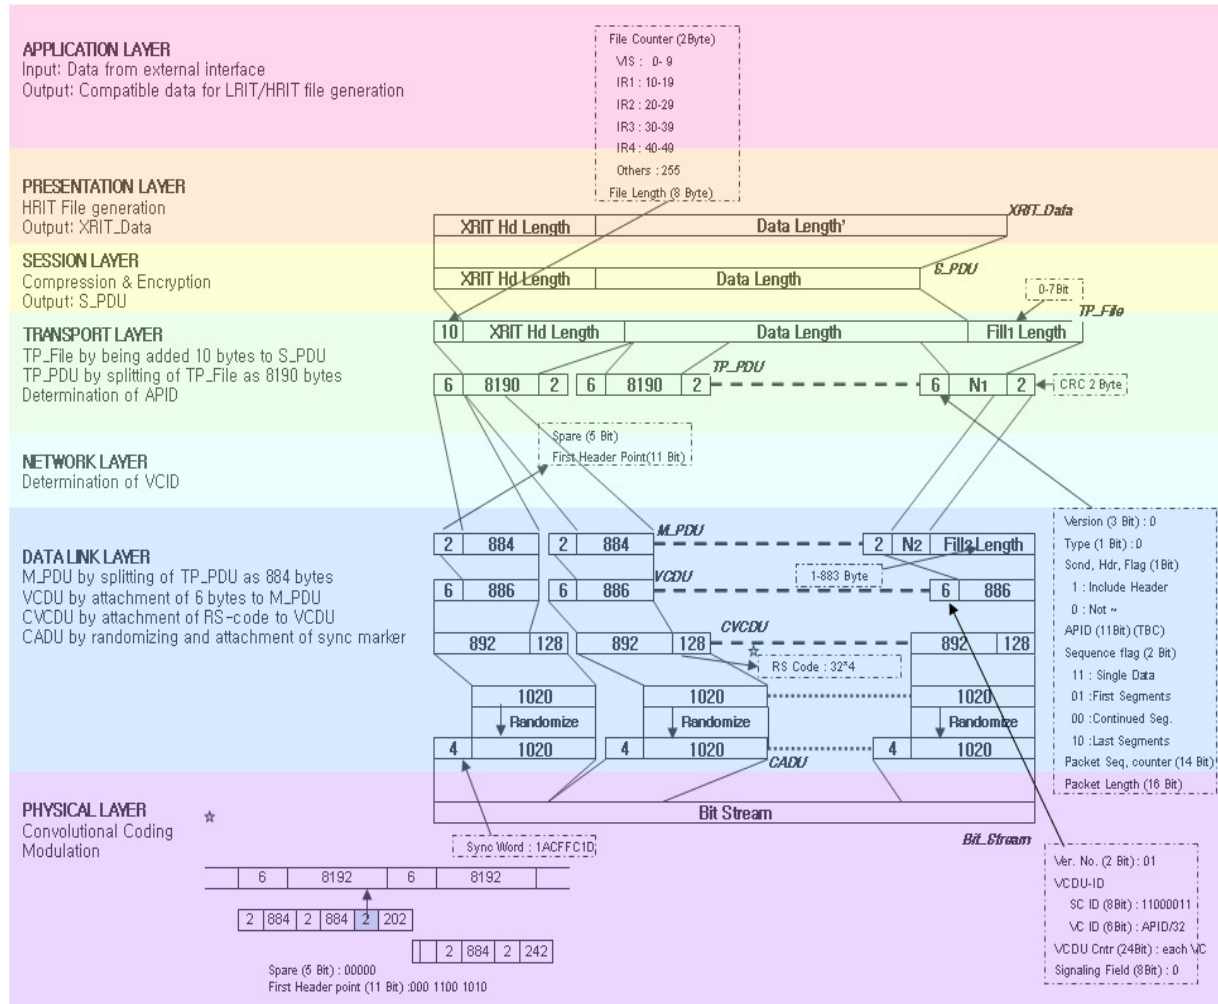 APPLICATION LAYER
Input: Data from external interface
Output: Compatible data for LRIT/HRIT file generation
File Counter (2Byte)
VIS : 0- 9
IR1 : 10-19
IR2 : 20-29
IR3 : 30-39
IR4 : 40-49
Others : 255
File Length (8 Byte)
PRESENTATION LAYER
HRIT File generation
Output: XRIT_Data
XRIT_Data
XRIT Hd Length Data Length'
SESSION LAYER
Compression & Encryption
Output: S_PDU
S_PDU
XRIT Hd Length Data Length
0-7Bit
TP_File
TRANSPORT LAYER
TP_File by being added 10 bytes to S_PDU
TP_PDU by splitting of TP_File as 8190 bytes
Determination of APID
10 XRIT Hd Length Data Length Fill1 Length
TP_PDU
6 8190 2 6 8190 2 6 N1 2
CRC 2 Byte
Spare (5 Bit)
First Header Point(11 Bit)
NETWORK LAYER
Determination of VCID
DATA LINK LAYER
M_PDU by splitting of TP_PDU as 884 bytes
VCDU by attachment of 6 bytes to M_PDU
CVCDU by attachment of RS-code to VCDU
CADU by randomizing and attachment of sync marker
M_PDU
2 884 2 884 2 N2 Fill2 Length
1-883 Byte
VCDU
6 886 6 886 6 886
CVCDU
892 128 892 128 892 128
RS Code : 32*4
1020 1020 1020
Randomize Randomize Randomize
4 1020 4 1020 4 1020
CADU
Version (3 Bit) : 0
Type (1 Bit) : 0
Scnd, Hdr, Flag (1Bit)
1 : Include Header
0 : Not ~
APID (11Bit) (TBC)
Sequence flag (2 Bit)
11 : Single Data
01 :First Segments
00 :Continued Seg.
10 :Last Segments
Packet Seq, counter (14 Bit)
Packet Length (16 Bit)
PHYSICAL LAYER
Convolutional Coding
Modulation
☆
Bit Stream
Bit_Stream
Sync Word : 1ACFFC1D
Ver. No. (2 Bit) : 01
VCDU-ID
SC ID (8Bit) : 11000011
VC ID (6Bit) : APID/32
VCDU Cntr (24Bit) : each VC
Signaling Field (8Bit) : 0
6 8192 6 8192
2 884 2 884 2 202
2 884 2 242
Spare (5 Bit) : 00000
First Header point (11 Bit) :000 1100 1010